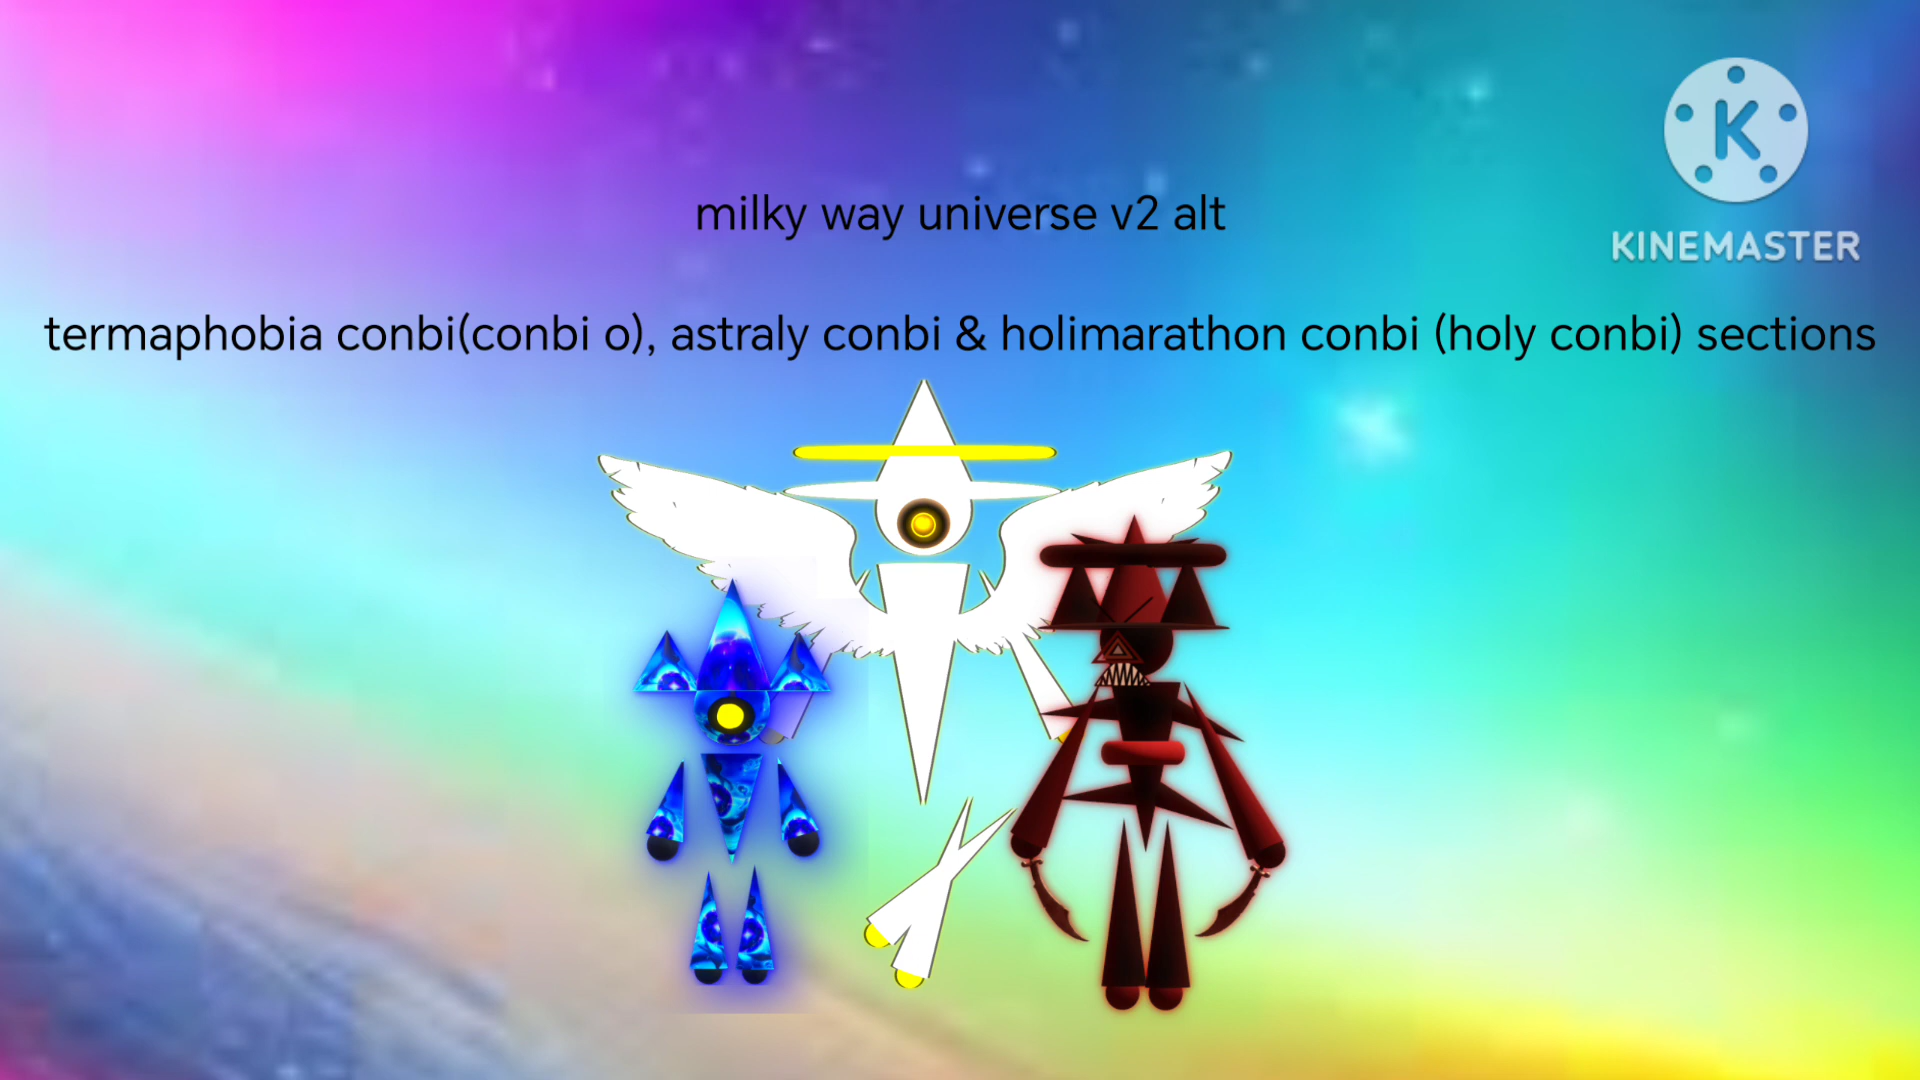 milky way universe v2 alt
KINEMASTER
termaphobia conbi(conbi o), astraly conbi & holimarathon conbi (holy conbi) sections